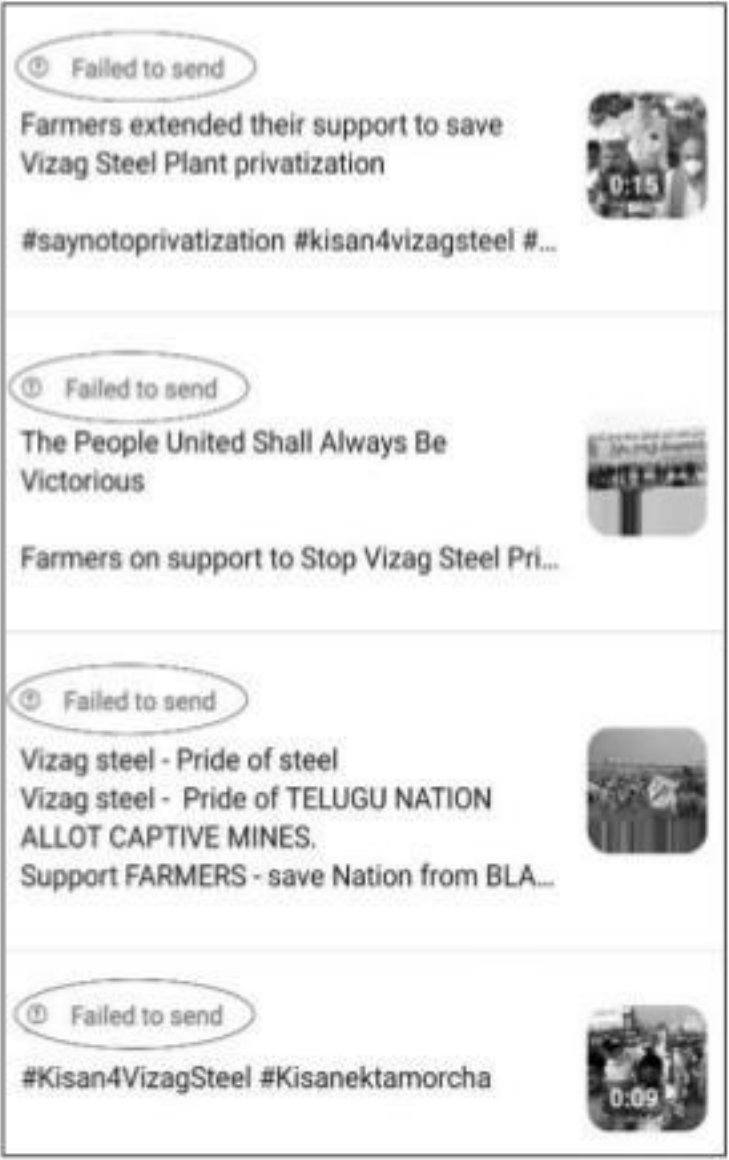 Failed to send
Farmers extended their support to save
Vizag Steel Plant privatization
0:15
#saynotoprivatization #kisan4vizagsteel #...
Failed to send
The People United Shall Always Be
Victorious
Farmers on support to Stop Vizag Steel Pri...
Failed to send
Vizag steel - Pride of steel
Vizag steel - Pride of TELUGU NATION
ALLOT CAPTIVE MINES.
Support FARMERS - save Nation from BLA...
Failed to send
#Kisan4VizagSteel #Kisanektamorcha
0:09